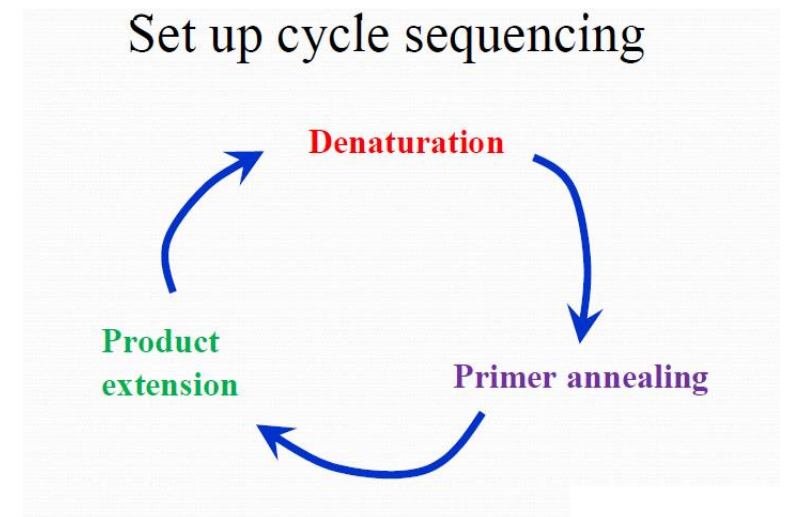 Set up cycle sequencing
Denaturation
Product
extension
Primer annealing